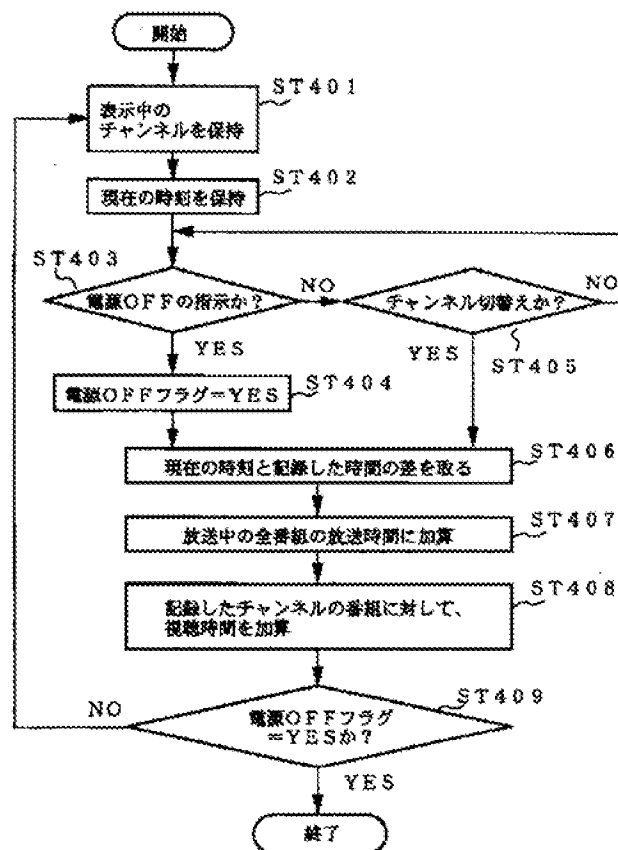 開始
ST401
表示中の
チャンネルを保持
ST402
現在の時刻を保持
ST403
電源OFFの指示か？
NO
チャンネル切替えか？
NO
YES
YES
ST405
ST404
電源OFFフラグ＝YES
ST406
現在の時刻と記録した時間の差を取る
ST407
放送中の全番組の放送時間に加算
ST408
記録したチャンネルの番組に対して、
視聴時間を加算
ST409
NO
電源OFFフラグ
＝YESか？
YES
終了